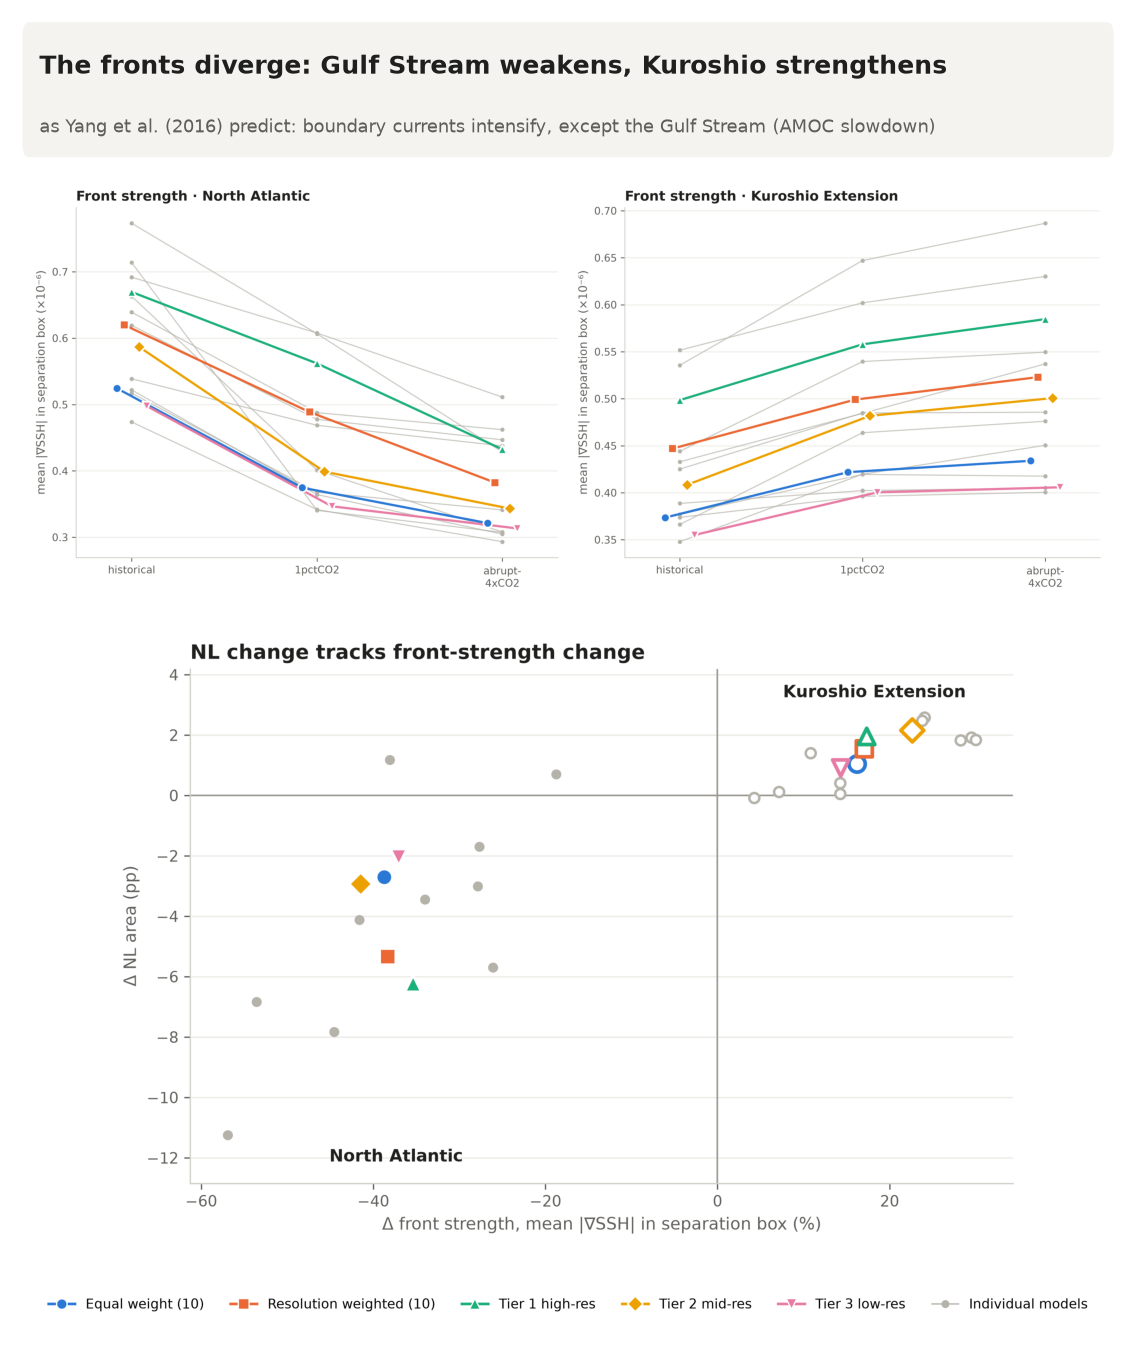 The fronts diverge: Gulf Stream weakens, Kuroshio strengthens
as Yang et al. (2016) predict: boundary currents intensify, except the Gulf Stream (AMOC slowdown)
Front strength · North Atlantic
mean |∇SSH| in separation box (×10⁻⁶)
0.7
0.6
0.5
0.4
0.3
historical
1pctCO2
abrupt-
4xCO2
Front strength · Kuroshio Extension
mean |∇SSH| in separation box (×10⁻⁶)
0.70
0.65
0.60
0.55
0.50
0.45
0.40
0.35
historical
1pctCO2
abrupt-
4xCO2
NL change tracks front-strength change
Δ NL area (pp)
4
2
0
−2
−4
−6
−8
−10
−12
Kuroshio Extension
North Atlantic
−60
−40
−20
0
20
Δ front strength, mean |∇SSH| in separation box (%)
Equal weight (10)
Resolution weighted (10)
Tier 1 high-res
Tier 2 mid-res
Tier 3 low-res
Individual models